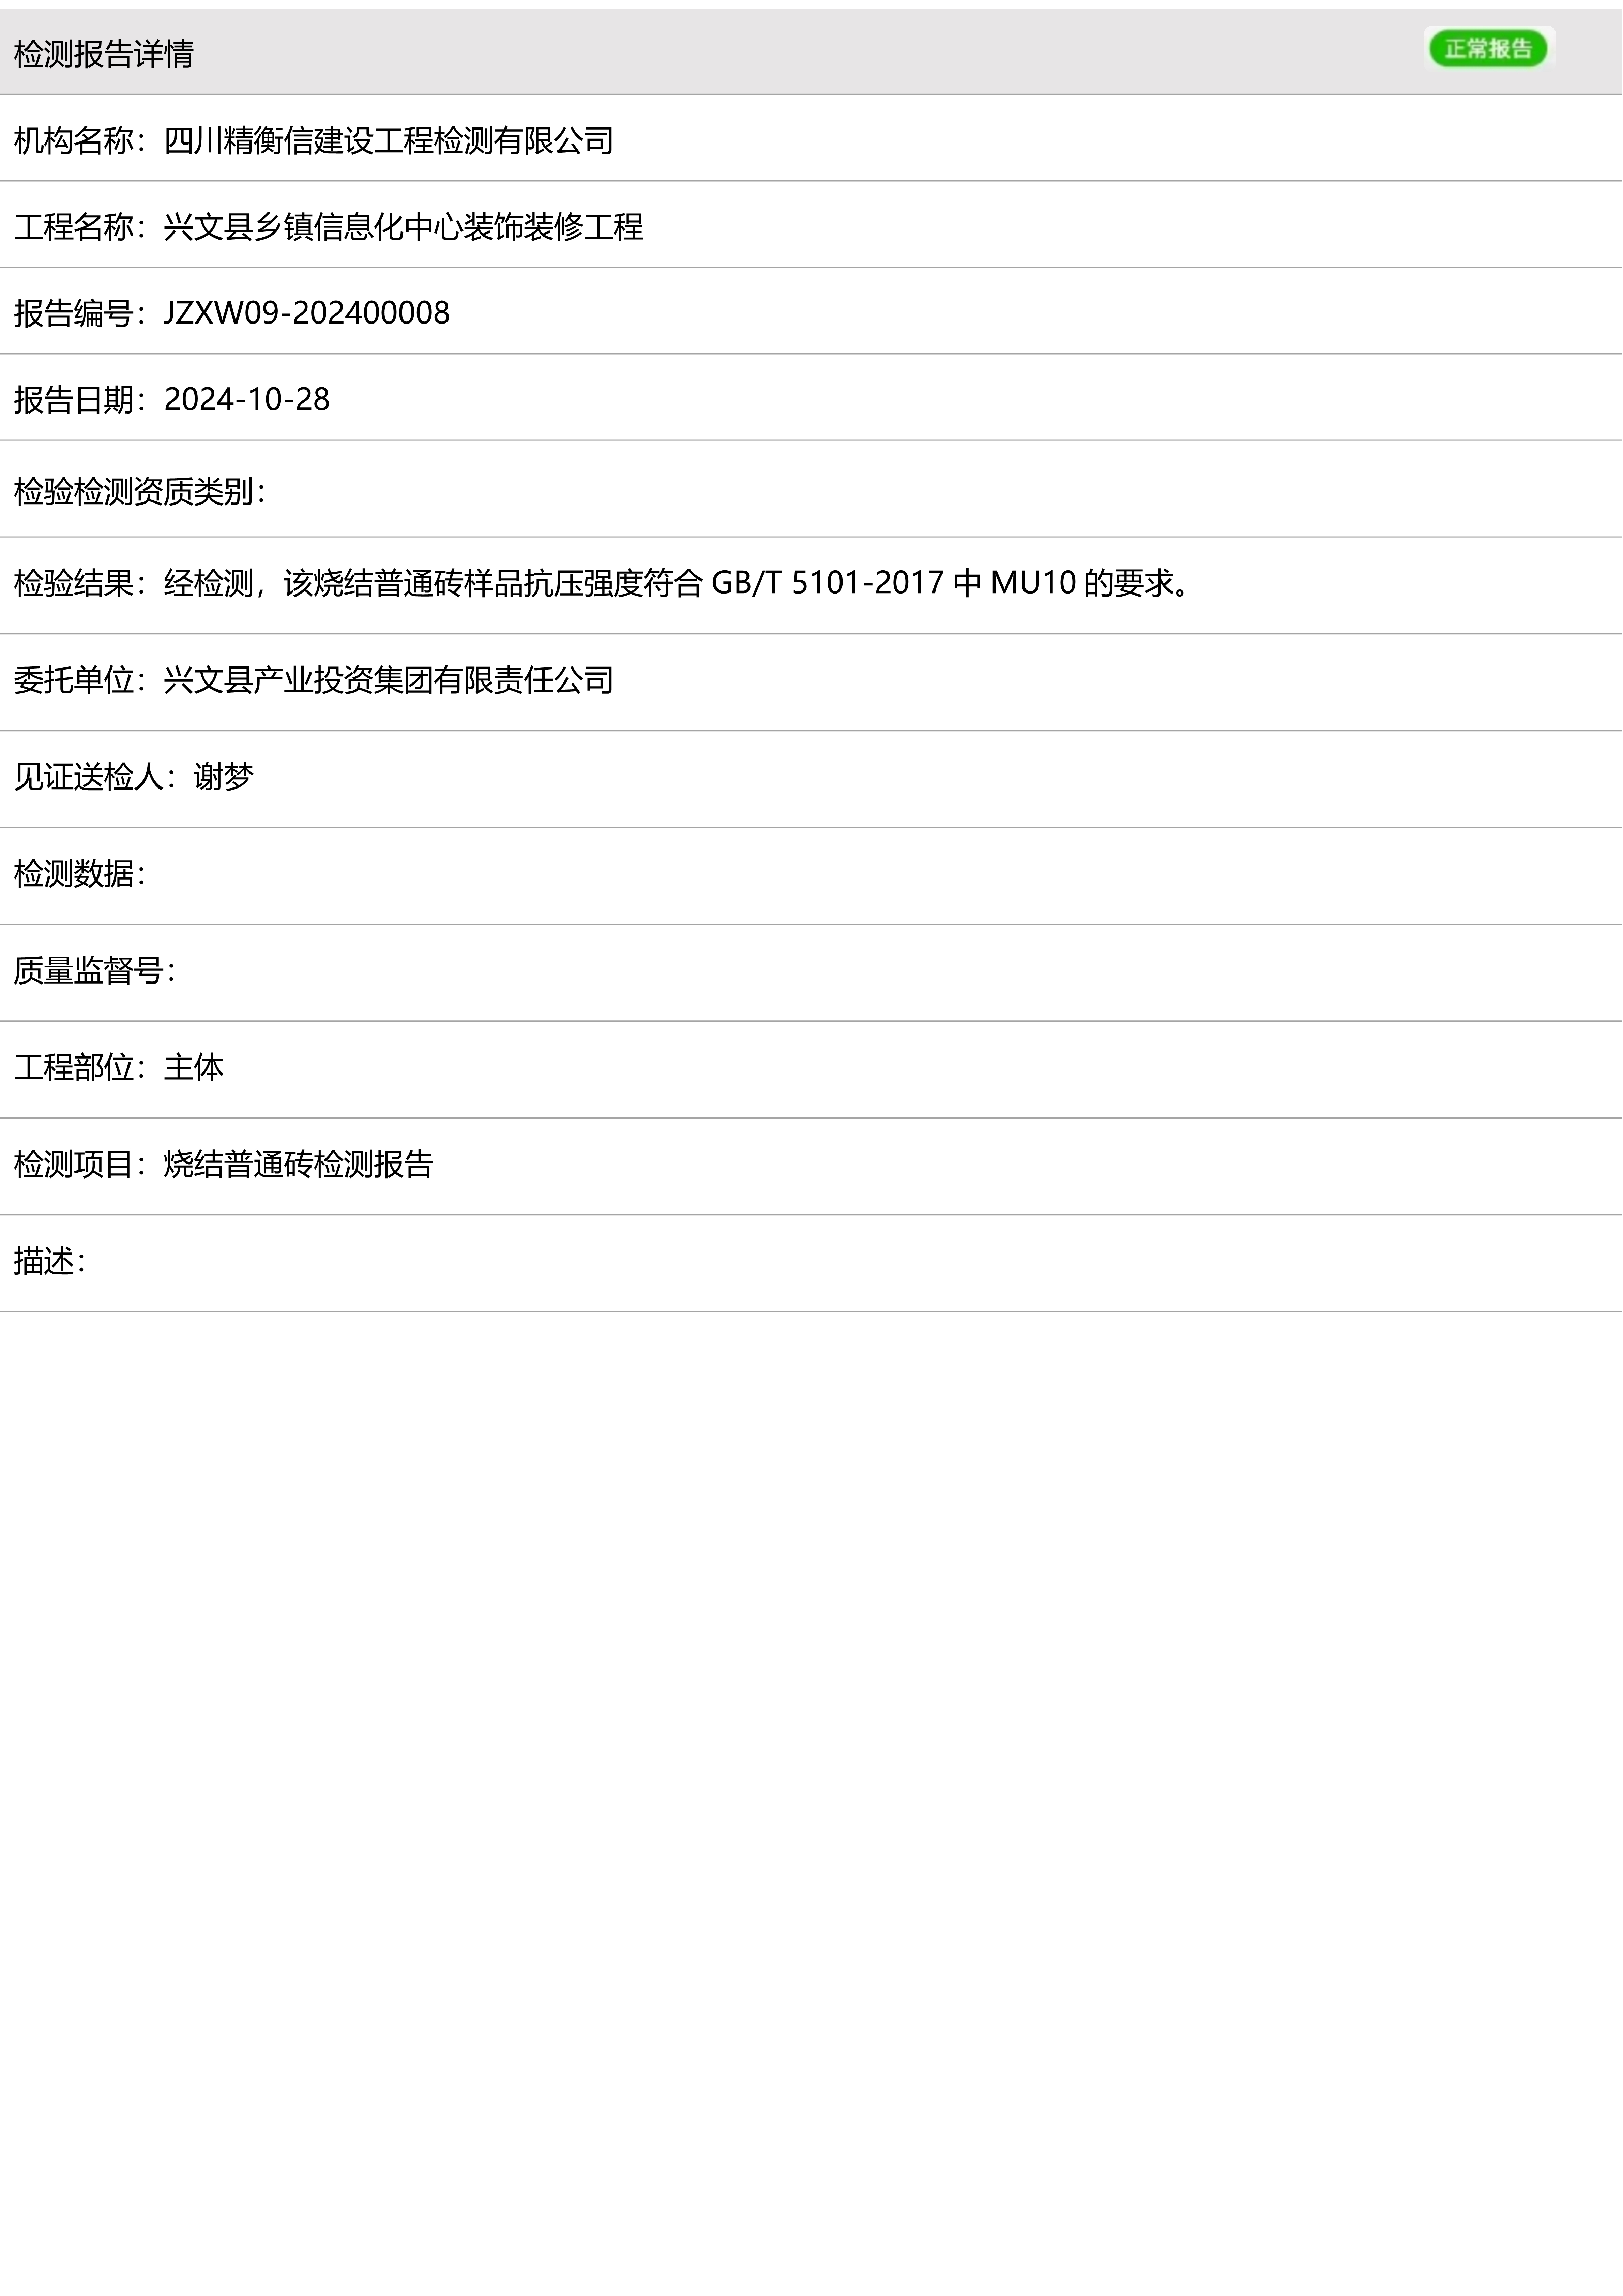 检测报告详情 正常报告
机构名称：四川精衡信建设工程检测有限公司
工程名称：兴文县乡镇信息化中心装饰装修工程
报告编号：JZXW09-202400008
报告日期：2024-10-28
检验检测资质类别：
检验结果：经检测，该烧结普通砖样品抗压强度符合 GB/T 5101-2017 中 MU10 的要求。
委托单位：兴文县产业投资集团有限责任公司
见证送检人：谢梦
检测数据：
质量监督号：
工程部位：主体
检测项目：烧结普通砖检测报告
描述：